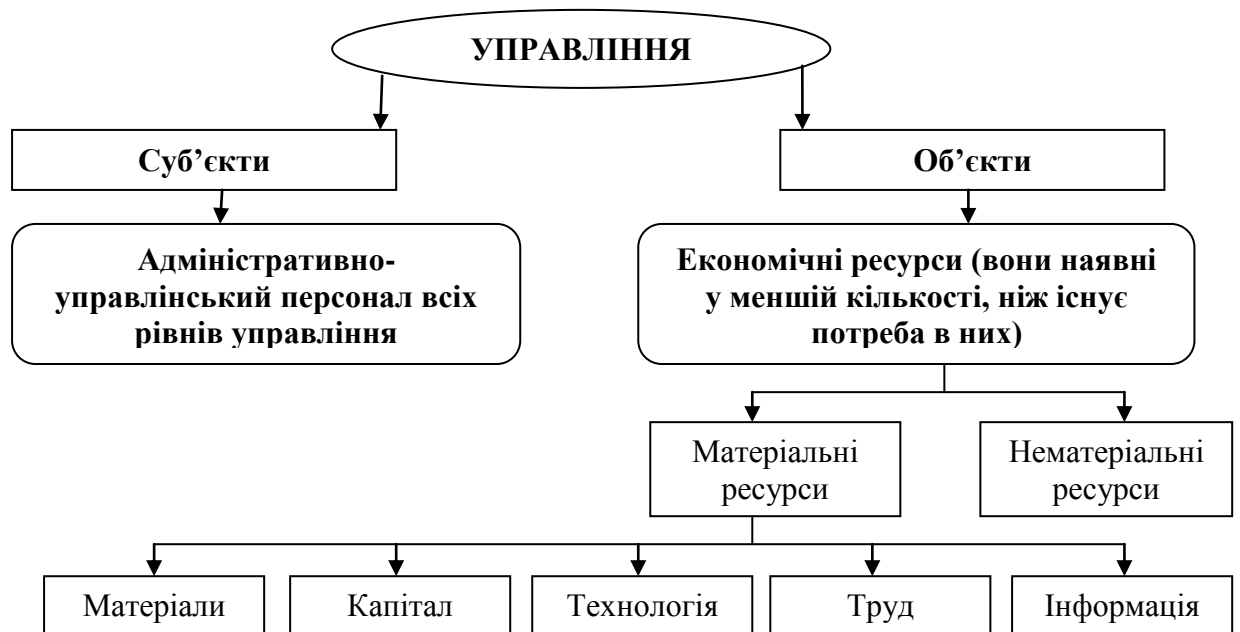 УПРАВЛІННЯ
Суб’єкти
Об’єкти
Адміністративно-
управлінський персонал всіх
рівнів управління
Економічні ресурси (вони наявні
у меншій кількості, ніж існує
потреба в них)
Матеріальні
ресурси
Нематеріальні
ресурси
Матеріали
Капітал
Технологія
Труд
Інформація